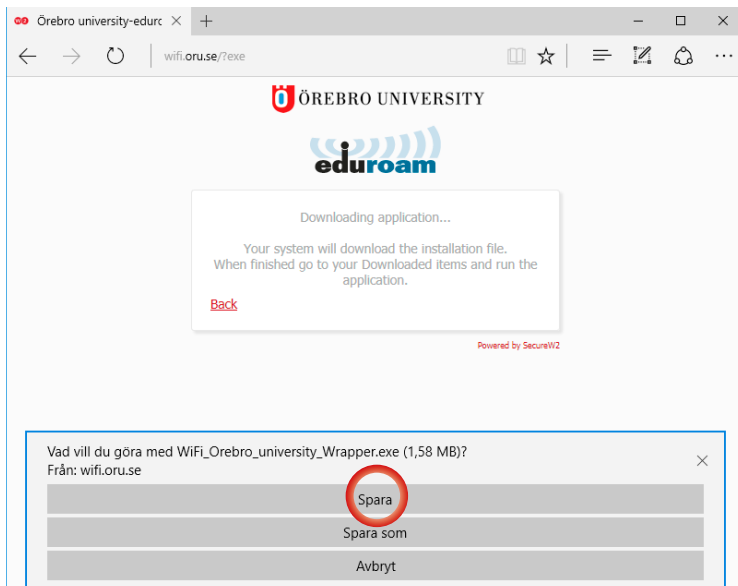 Örebro university-edurc
wifi.oru.se/?exe
ÖREBRO UNIVERSITY
eduroam
Downloading application...
Your system will download the installation file.
When finished go to your Downloaded items and run the
application.
Back
Powered by SecureW2
Vad vill du göra med WiFi_Orebro_university_Wrapper.exe (1,58 MB)?
Från: wifi.oru.se
Spara
Spara som
Avbryt